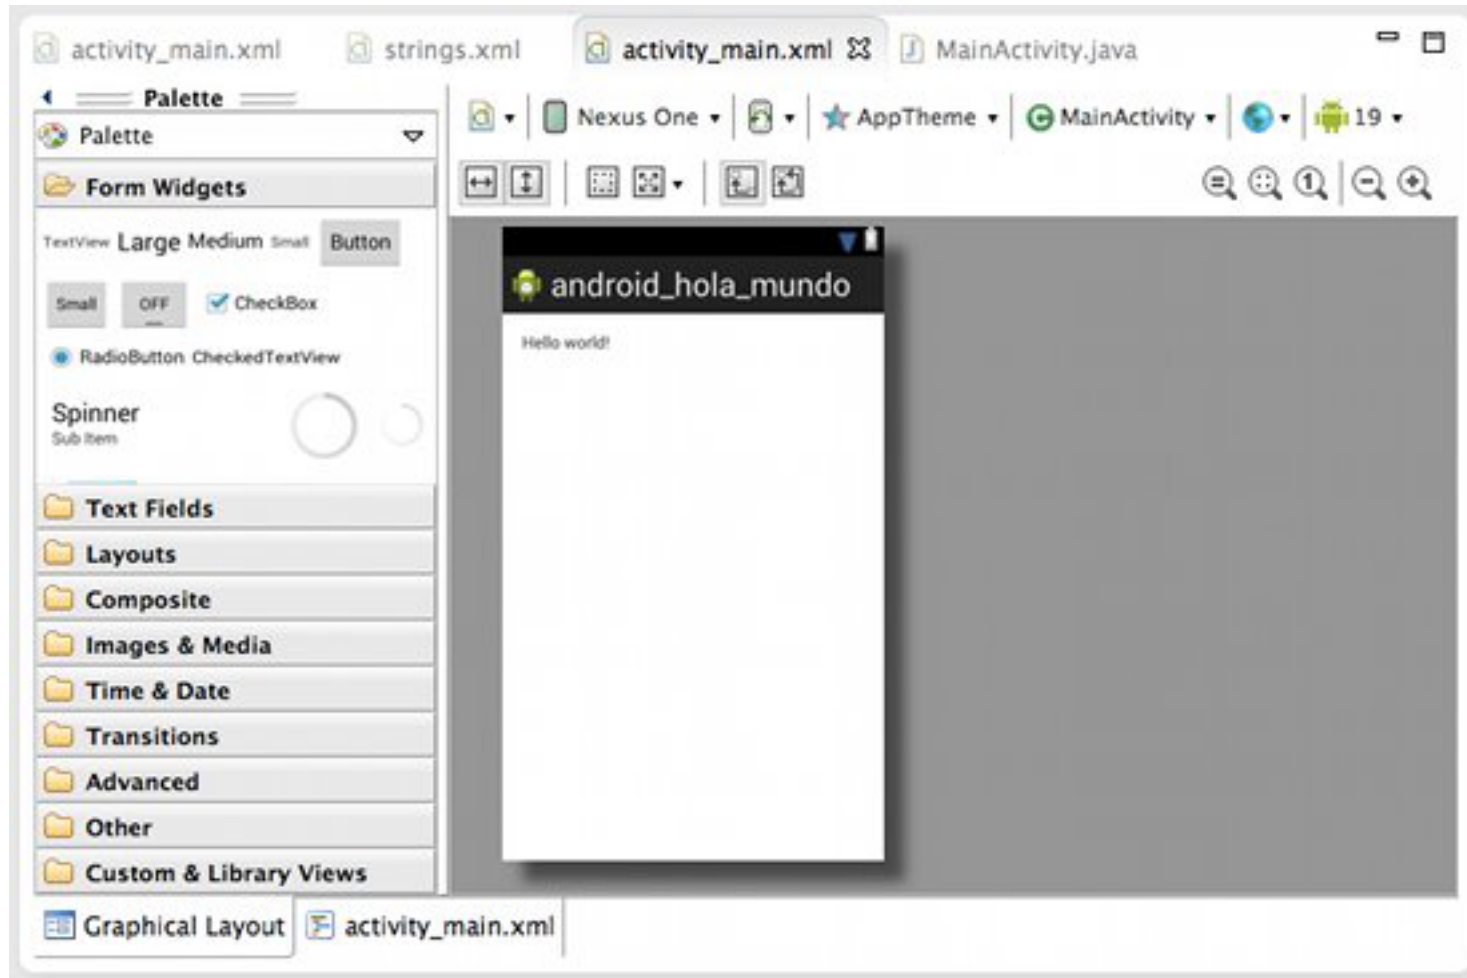 activity_main.xml strings.xml activity_main.xml MainActivity.java
Palette
Palette
Nexus One AppTheme MainActivity 19
Form Widgets
1
TextView Large Medium Small Button
Small OFF CheckBox
RadioButton CheckedTextView
Spinner
Sub Item
Text Fields
Layouts
Composite
Images & Media
Time & Date
Transitions
Advanced
Other
Custom & Library Views
android_hola_mundo
Hello world!
Graphical Layout activity_main.xml